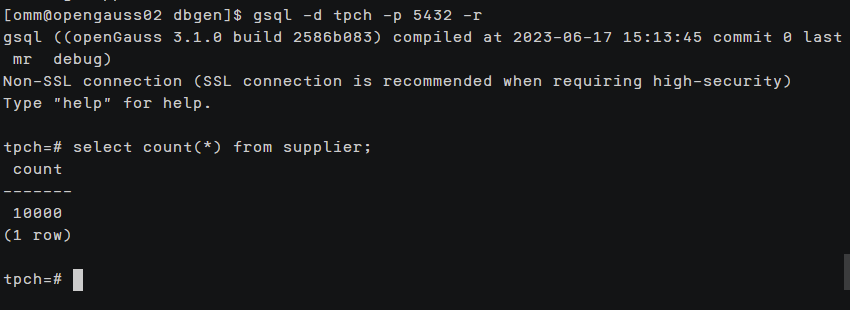 [omm@opengauss02 dbgen]$ gsql -d tpch -p 5432 -r
gsql ((openGauss 3.1.0 build 2586b083) compiled at 2023-06-17 15:13:45 commit 0 last
 mr  debug)
Non-SSL connection (SSL connection is recommended when requiring high-security)
Type "help" for help.

tpch=# select count(*) from supplier;
 count
-------
 10000
(1 row)

tpch=#